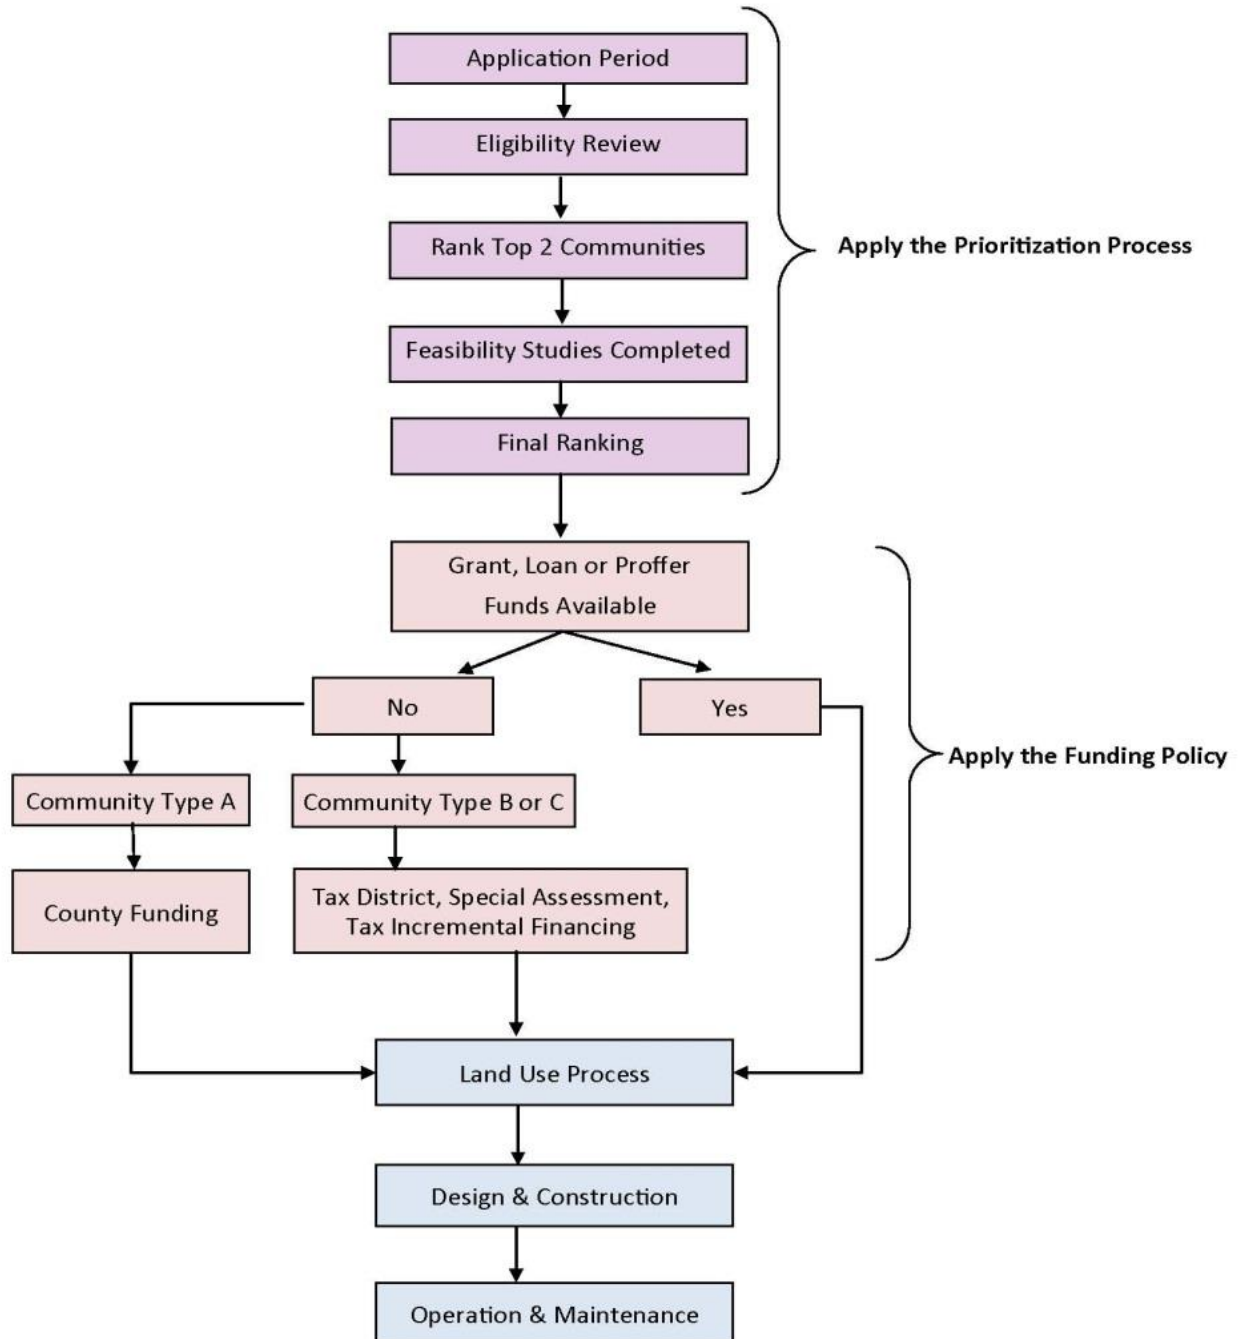 Application Period
Eligibility Review
Rank Top 2 Communities
Apply the Prioritization Process
Feasibility Studies Completed
Final Ranking
Grant, Loan or Proffer
Funds Available
No
Yes
Apply the Funding Policy
Community Type A
Community Type B or C
County Funding
Tax District, Special Assessment,
Tax Incremental Financing
Land Use Process
Design & Construction
Operation & Maintenance